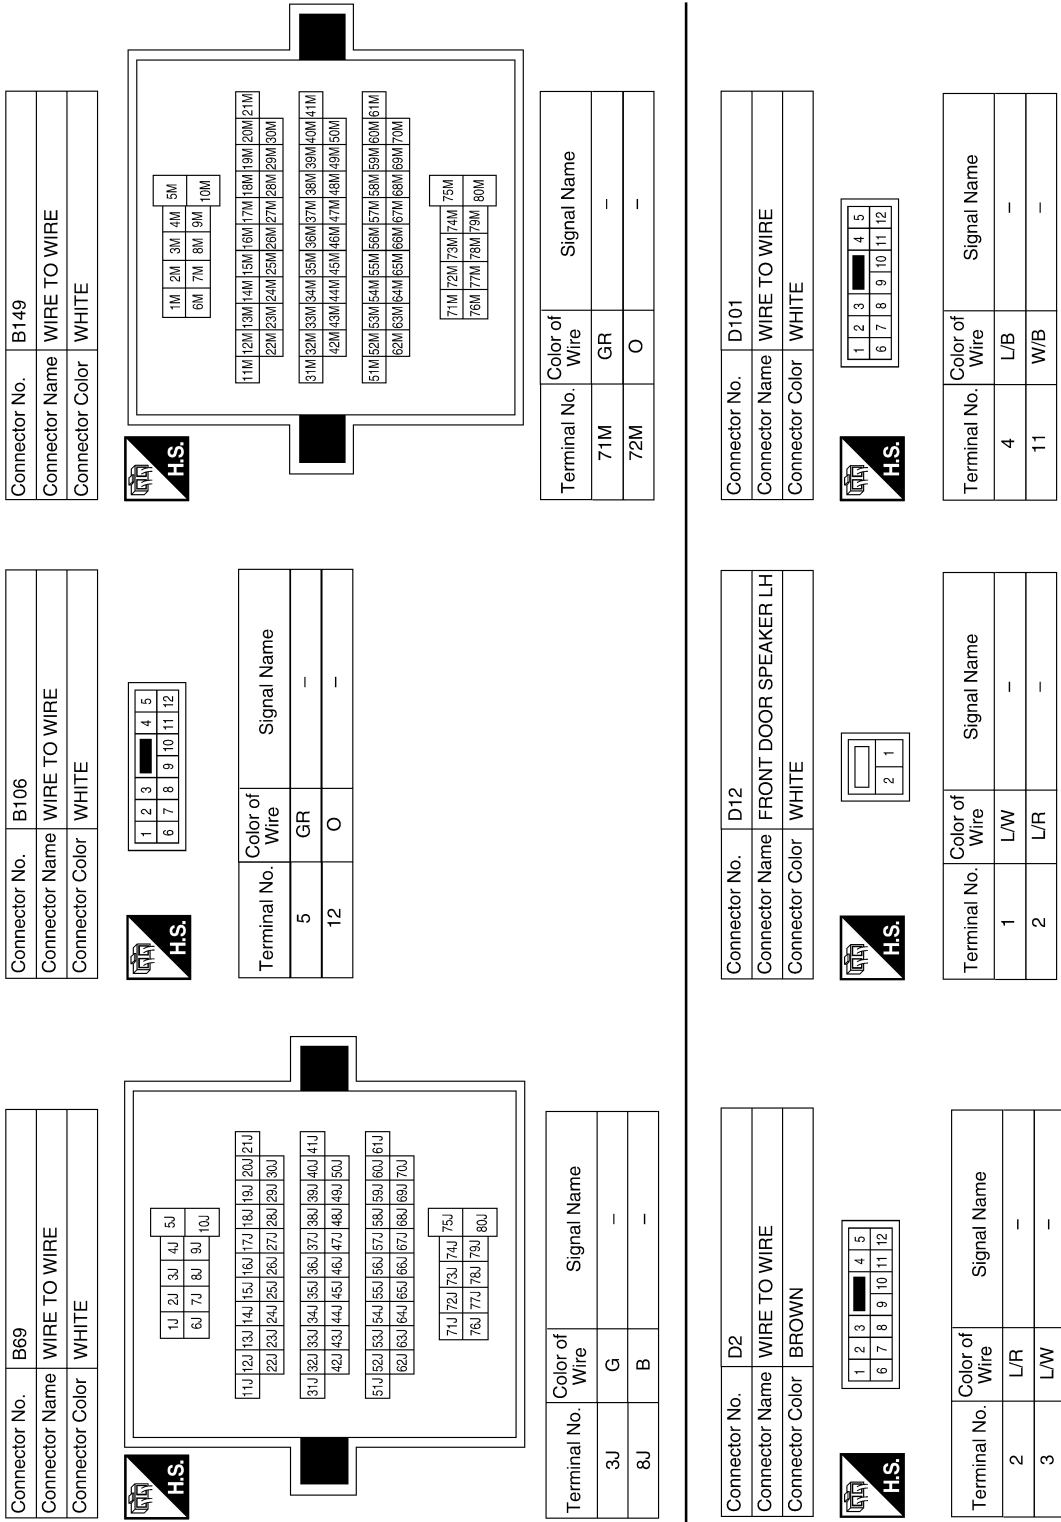 Connector No. B69
Connector Name WIRE TO WIRE
Connector Color WHITE
H.S.
1J 2J 3J 4J 5J
6J 7J 8J 9J 10J
11J 12J 13J 14J 15J 16J 17J 18J 19J 20J 21J
22J 23J 24J 25J 26J 27J 28J 29J 30J
31J 32J 33J 34J 35J 36J 37J 38J 39J 40J 41J
42J 43J 44J 45J 46J 47J 48J 49J 50J
51J 52J 53J 54J 55J 56J 57J 58J 59J 60J 61J
62J 63J 64J 65J 66J 67J 68J 69J 70J
71J 72J 73J 74J 75J
76J 77J 78J 79J 80J
Terminal No. Color of Wire Signal Name
3J G –
8J B –
Connector No. B106
Connector Name WIRE TO WIRE
Connector Color WHITE
H.S.
1 2 3 4 5
6 7 8 9 10 11 12
Terminal No. Color of Wire Signal Name
5 GR –
12 O –
Connector No. B149
Connector Name WIRE TO WIRE
Connector Color WHITE
H.S.
1M 2M 3M 4M 5M
6M 7M 8M 9M 10M
11M 12M 13M 14M 15M 16M 17M 18M 19M 20M 21M
22M 23M 24M 25M 26M 27M 28M 29M 30M
31M 32M 33M 34M 35M 36M 37M 38M 39M 40M 41M
42M 43M 44M 45M 46M 47M 48M 49M 50M
51M 52M 53M 54M 55M 56M 57M 58M 59M 60M 61M
62M 63M 64M 65M 66M 67M 68M 69M 70M
71M 72M 73M 74M 75M
76M 77M 78M 79M 80M
Terminal No. Color of Wire Signal Name
71M GR –
72M O –
Connector No. D2
Connector Name WIRE TO WIRE
Connector Color BROWN
H.S.
1 2 3 4 5
6 7 8 9 10 11 12
Terminal No. Color of Wire Signal Name
2 L/R –
3 L/W –
Connector No. D12
Connector Name FRONT DOOR SPEAKER LH
Connector Color WHITE
H.S.
2 1
Terminal No. Color of Wire Signal Name
1 L/W –
2 L/R –
Connector No. D101
Connector Name WIRE TO WIRE
Connector Color WHITE
H.S.
1 2 3 4 5
6 7 8 9 10 11 12
Terminal No. Color of Wire Signal Name
4 L/B –
11 W/B –